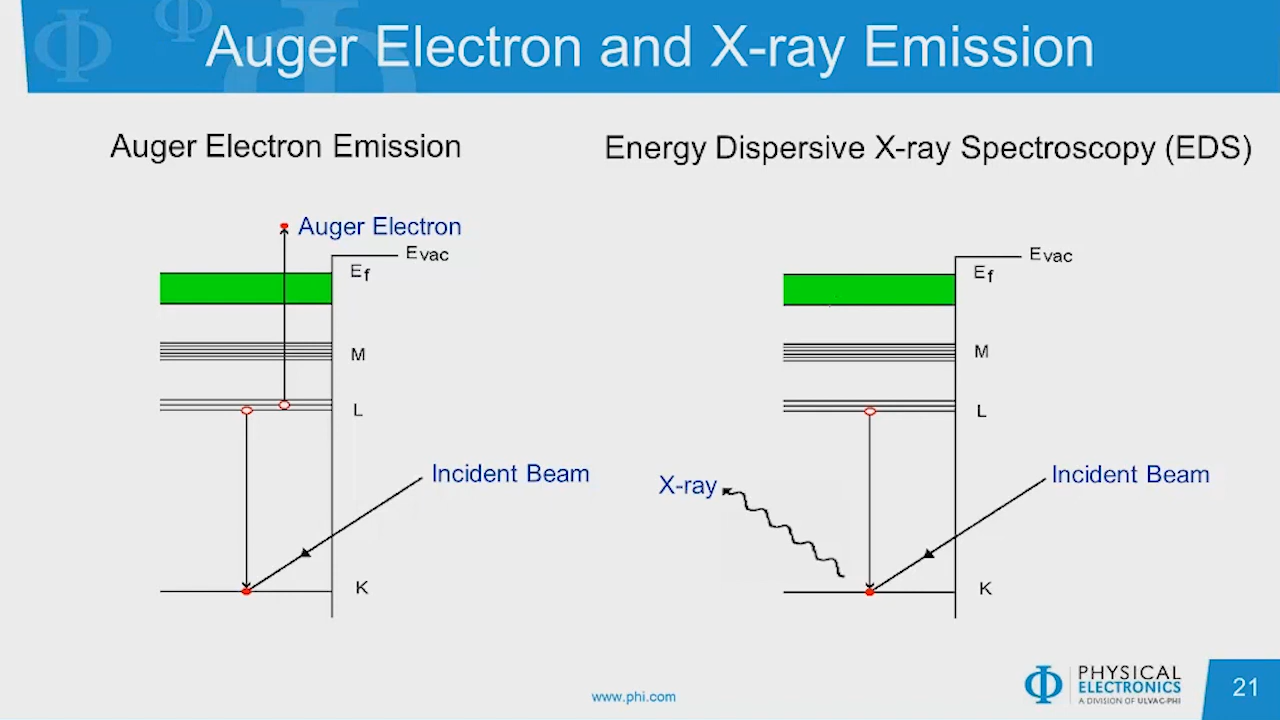 Auger Electron and X-ray Emission
Auger Electron Emission
Auger Electron
Evac
Ef
M
L
Incident Beam
K
Energy Dispersive X-ray Spectroscopy (EDS)
Evac
Ef
M
L
X-ray
Incident Beam
K
www.phi.com
PHYSICAL
ELECTRONICS
A DIVISION OF ULVAC-PHI
21